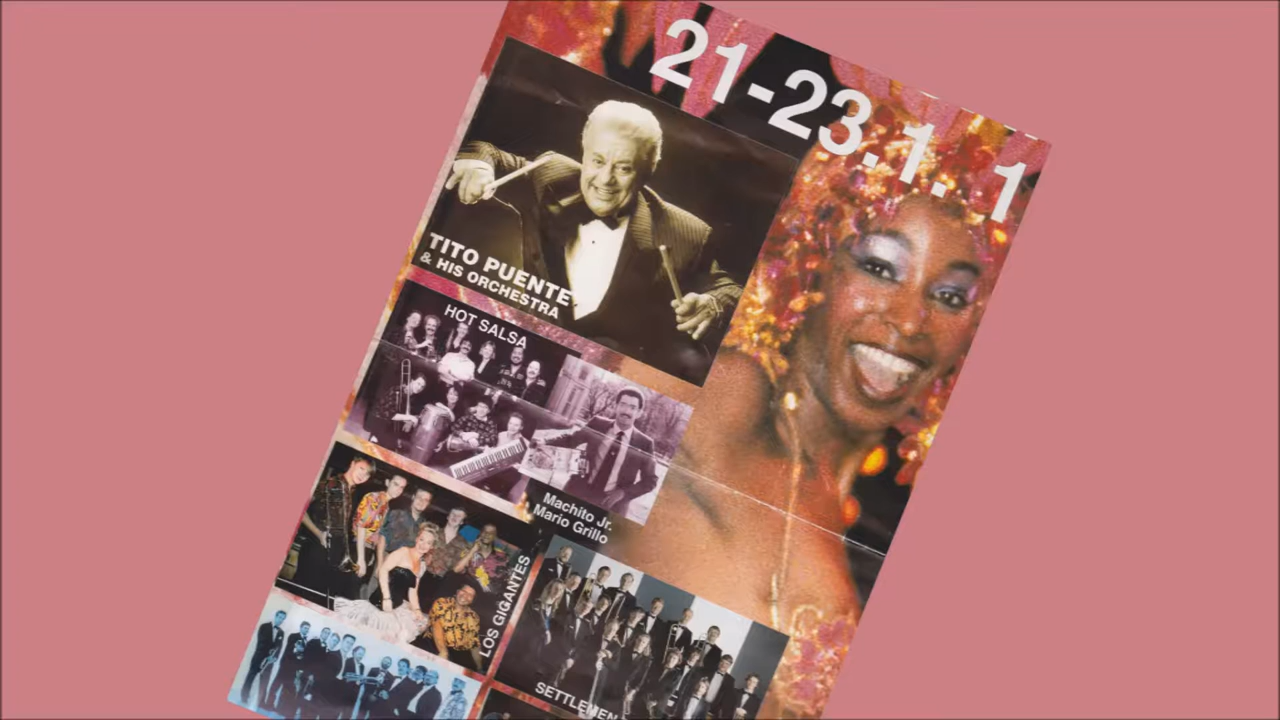 21-23.1. 1
TITO PUENTE
& HIS ORCHESTRA
HOT SALSA
Machito Jr.
Mario Grillo
LOS GIGANTES